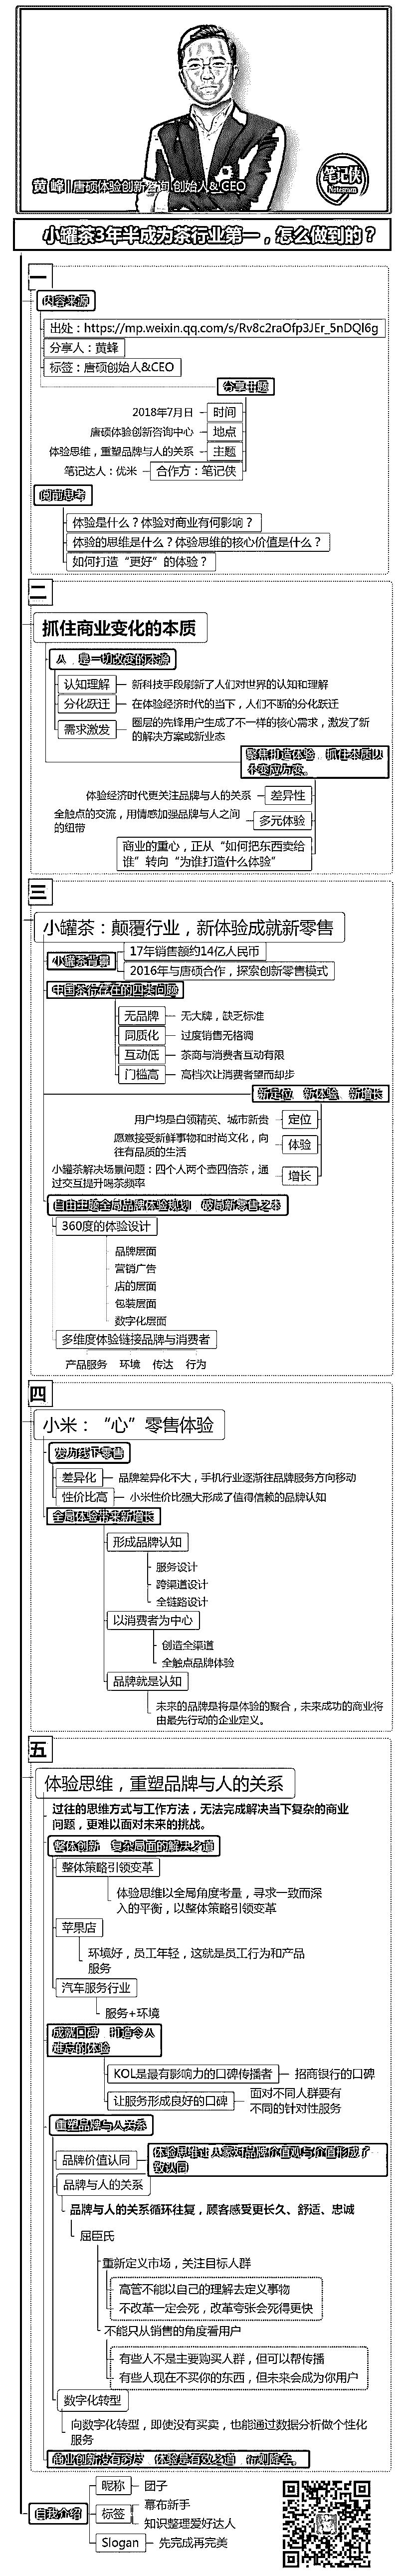 黄峰||唐硕体验创新咨询 创始人&CEO
笔记侠
Notesman
小罐茶3年半成为茶行业第一，怎么做到的？
一
内容来源
出处：https://mp.weixin.qq.com/s/Rv8c2raOfp3JEr_5nDQI6g
分享人：黄蜂
标签：唐硕创始人&CEO
分享主题
2018年7月日
时间
唐硕体验创新咨询中心
地点
体验思维，重塑品牌与人的关系
主题
笔记达人：优米
合作方：笔记侠
阅前思考
体验是什么？体验对商业有何影响？
体验的思维是什么？体验思维的核心价值是什么？
如何打造“更好”的体验？
二
抓住商业变化的本质
人，是一切改变的本源
认知理解
新科技手段刷新了人们对世界的认知和理解
分化跃迁
在体验经济时代的当下，人们不断的分化跃迁
需求激发
圈层的先锋用户生成了不一样的核心需求，激发了新
的解决方案或新业态
聚焦打造体验，抓住本质以
不变应万变。
体验经济时代更关注品牌与人的关系
差异性
全触点的交流，用情感加强品牌与人之间
的纽带
多元体验
商业的重心，正从“如何把东西卖给
谁”转向“为谁打造什么体验”
三
小罐茶：颠覆行业，新体验成就新零售
小罐茶背景
17年销售额约14亿人民币
2016年与唐硕合作，探索创新零售模式
中国茶行存在的四类问题
无品牌
无大牌，缺乏标准
同质化
过度销售无格调
互动低
茶商与消费者互动有限
门槛高
高档次让消费者望而却步
新定位、新体验、新增长
用户均是白领精英、城市新贵
定位
愿意接受新鲜事物和时尚文化，向
往有品质的生活
体验
小罐茶解决场景问题：四个人两个壶四倍茶，通
过交互提升喝茶频率
增长
360度的体验设计
品牌层面
营销广告
店的层面
包装层面
数字化层面
多维度体验链接品牌与消费者
产品服务 环境 传达 行为
四
小米：“心”零售体验
发力线下零售
差异化
品牌差异化不大，手机行业逐渐往品牌服务方向移动
性价比高
小米性价比强大形成了值得信赖的品牌认知
全局体验带来新增长
形成品牌认知
服务设计
跨渠道设计
全链路设计
以消费者为中心
创造全渠道
全触点品牌体验
品牌就是认知
未来的品牌是将是体验的聚合，未来成功的商业将
由最先行动的企业定义。
五
体验思维，重塑品牌与人的关系
过往的思维方式与工作方法，无法完成解决当下复杂的商业
问题，更难以面对未来的挑战。
整体创新，复杂局面的解决之道
整体策略引领变革
体验思维以全局角度考量，寻求一致而深
入的平衡，以整体策略引领变革
苹果店
环境好，员工年轻，这就是员工行为和产品
服务
汽车服务行业
服务+环境
成就口碑，打造令人
难忘的体验
KOL是最有影响力的口碑传播者
招商银行的口碑
让服务形成良好的口碑
面对不同人群要有
不同的针对性服务
重塑品牌与人关系
品牌价值认同
体验思维让人家对品牌价值观与价值形成了一
致认同
品牌与人的关系
品牌与人的关系循环往复，顾客感受更长久、舒适、忠诚
屈臣氏
重新定义市场，关注目标人群
高管不能以自己的理解去定义事物
不改革一定会死，改革夸张会死得更快
不能只从销售的角度看用户
有些人不是主要购买人群，但可以帮传播
有些人现在不买你的东西，但未来会成为你用户
数字化转型
向数字化转型，即使没有买卖，也能通过数据分析做个性化
服务
自我介绍
昵称
团子
标签
幕布新手
知识整理爱好达人
Slogan
先完成再完美